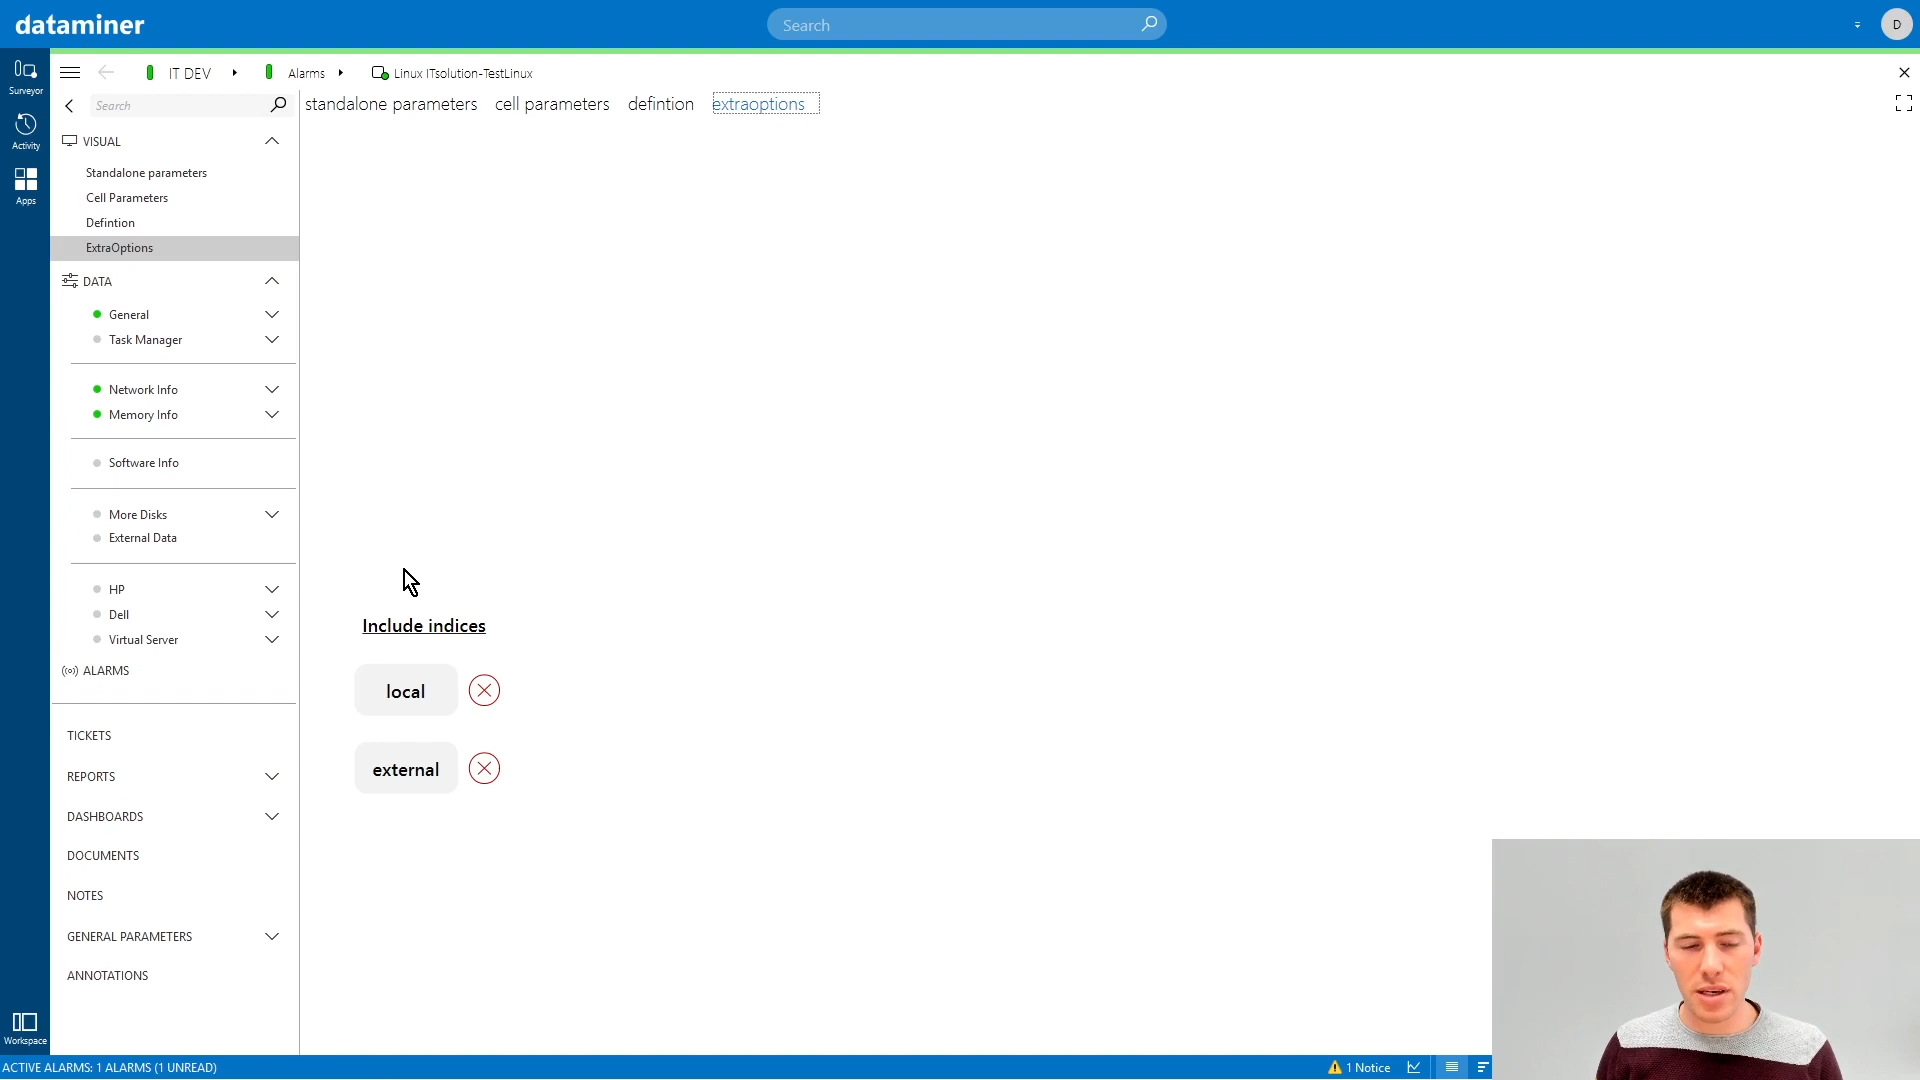 dataminer
Search
D
Surveyor
Activity
Apps
Workspace
IT DEV
Alarms
Linux ITsolution-TestLinux
Search
standalone parameters
cell parameters
defintion
extraoptions
VISUAL
Standalone parameters
Cell Parameters
Defintion
ExtraOptions
DATA
General
Task Manager
Network Info
Memory Info
Software Info
More Disks
External Data
HP
Dell
Virtual Server
ALARMS
TICKETS
REPORTS
DASHBOARDS
DOCUMENTS
NOTES
GENERAL PARAMETERS
ANNOTATIONS
Include indices
local
external
ACTIVE ALARMS: 1 ALARMS (1 UNREAD)
1 Notice